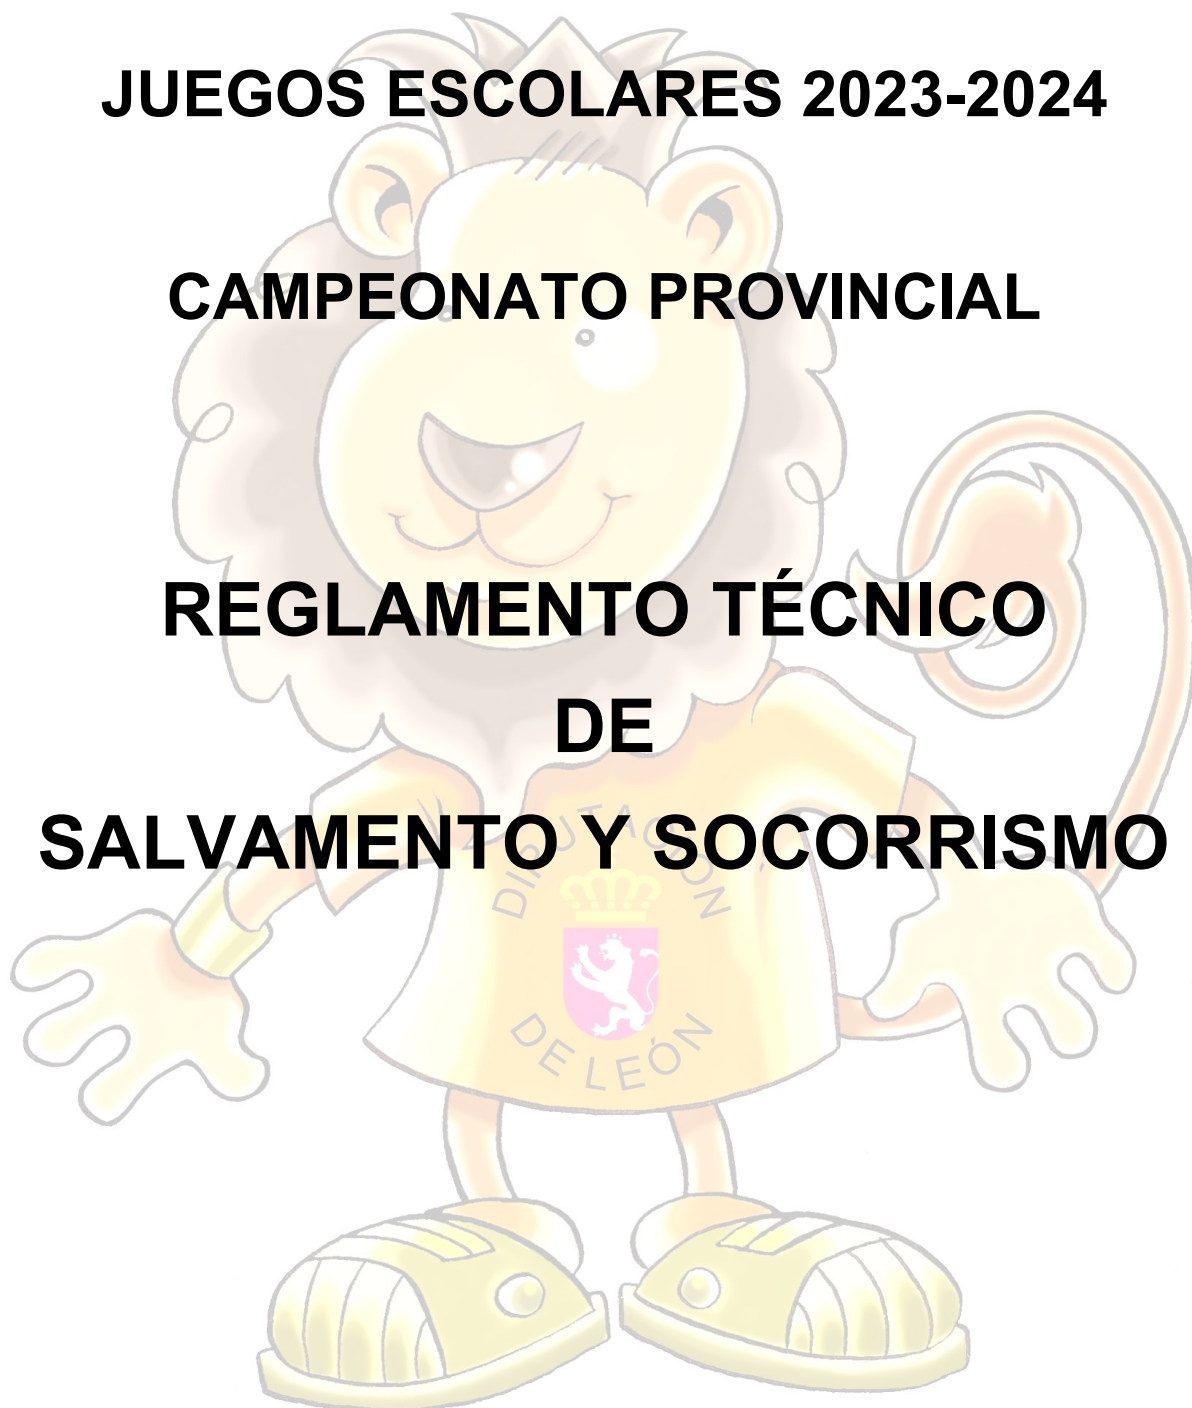 JUEGOS ESCOLARES 2023-2024
CAMPEONATO PROVINCIAL
REGLAMENTO TÉCNICO
DE
SALVAMENTO Y SOCORRISMO
DIPUTACIÓN
DE LEÓN